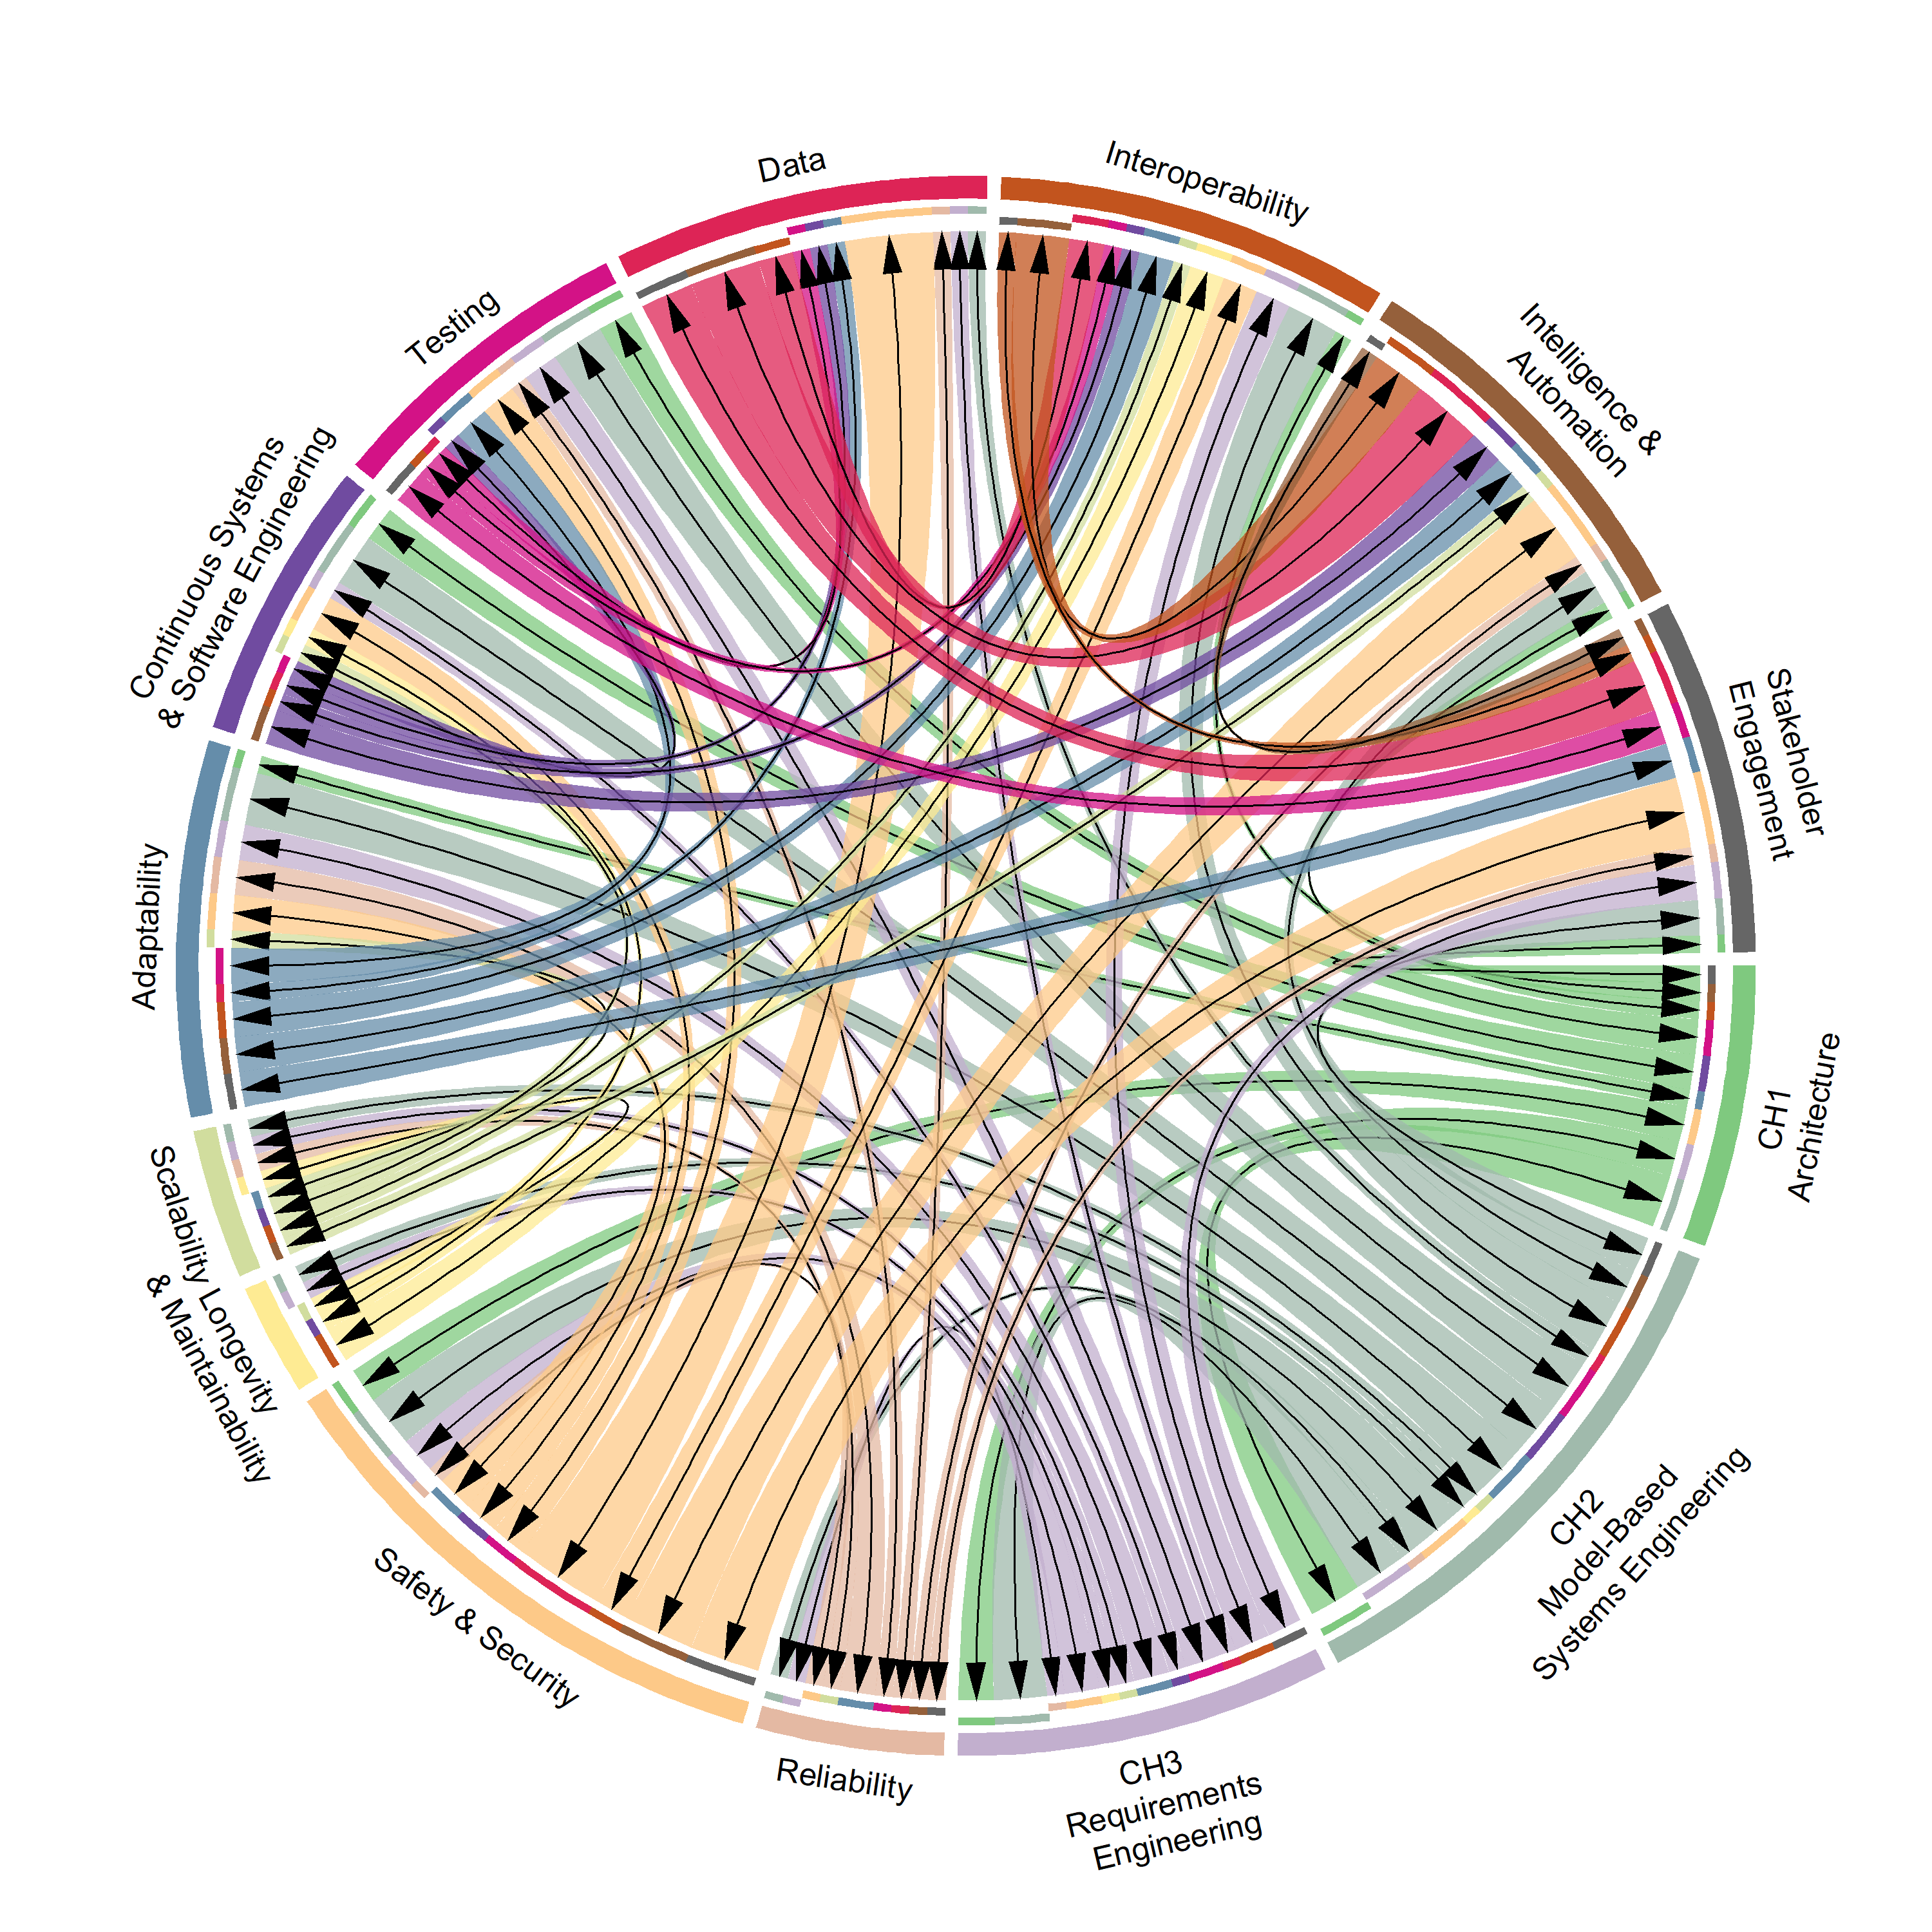 Data
Interoperability
Intelligence &
Automation
Stakeholder
Engagement
CH1
Architecture
CH2
Model-Based
Systems Engineering
CH3
Requirements
Engineering
Reliability
Safety & Security
Scalability Longevity
& Maintainability
Adaptability
Continuous Systems
& Software Engineering
Testing